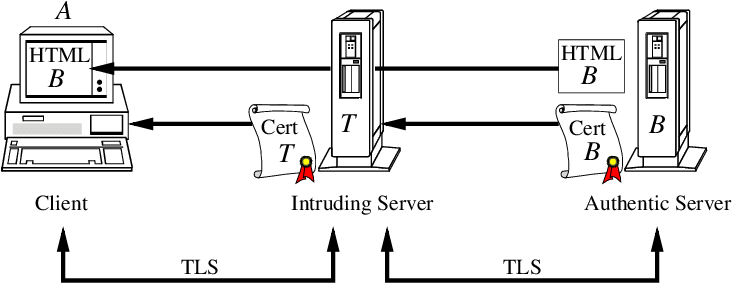 A
HTML
B
HTML
B
Cert
T
T
Cert
B
B
Client
Intruding Server
Authentic Server
TLS
TLS